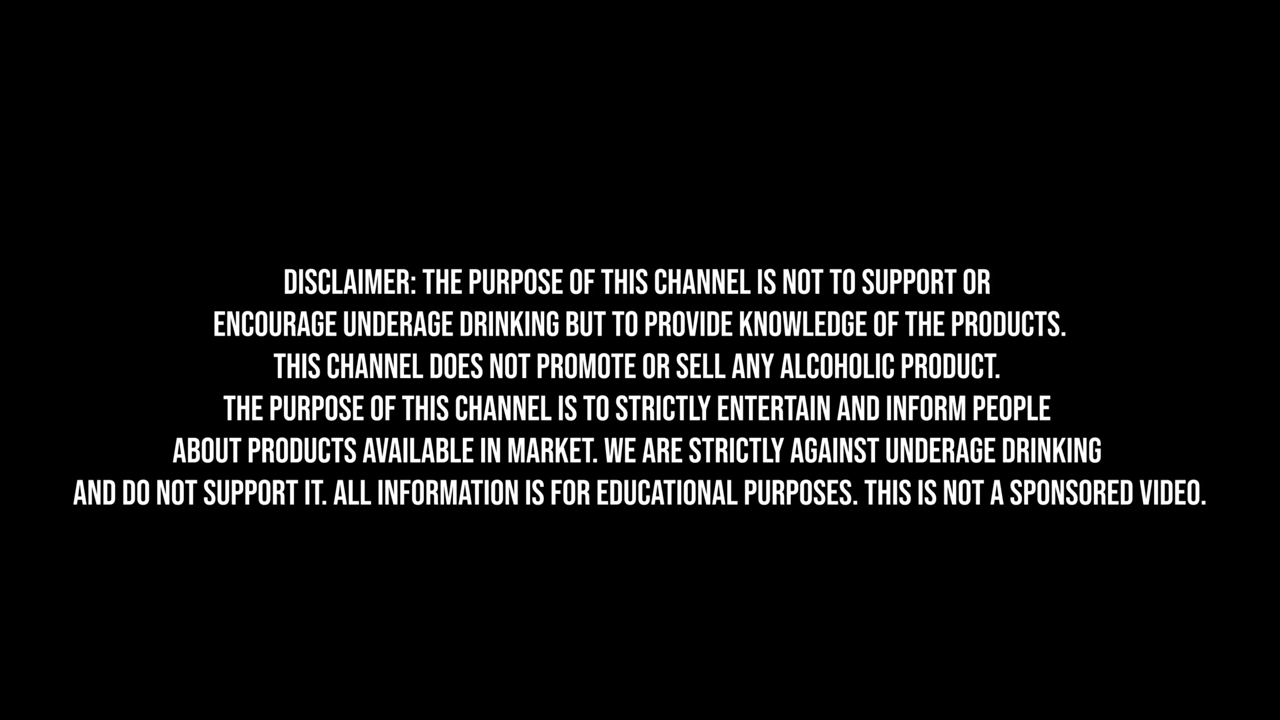 DISCLAIMER: THE PURPOSE OF THIS CHANNEL IS NOT TO SUPPORT OR
ENCOURAGE UNDERAGE DRINKING BUT TO PROVIDE KNOWLEDGE OF THE PRODUCTS.
THIS CHANNEL DOES NOT PROMOTE OR SELL ANY ALCOHOLIC PRODUCT.
THE PURPOSE OF THIS CHANNEL IS TO STRICTLY ENTERTAIN AND INFORM PEOPLE
ABOUT PRODUCTS AVAILABLE IN MARKET. WE ARE STRICTLY AGAINST UNDERAGE DRINKING
AND DO NOT SUPPORT IT. ALL INFORMATION IS FOR EDUCATIONAL PURPOSES. THIS IS NOT A SPONSORED VIDEO.